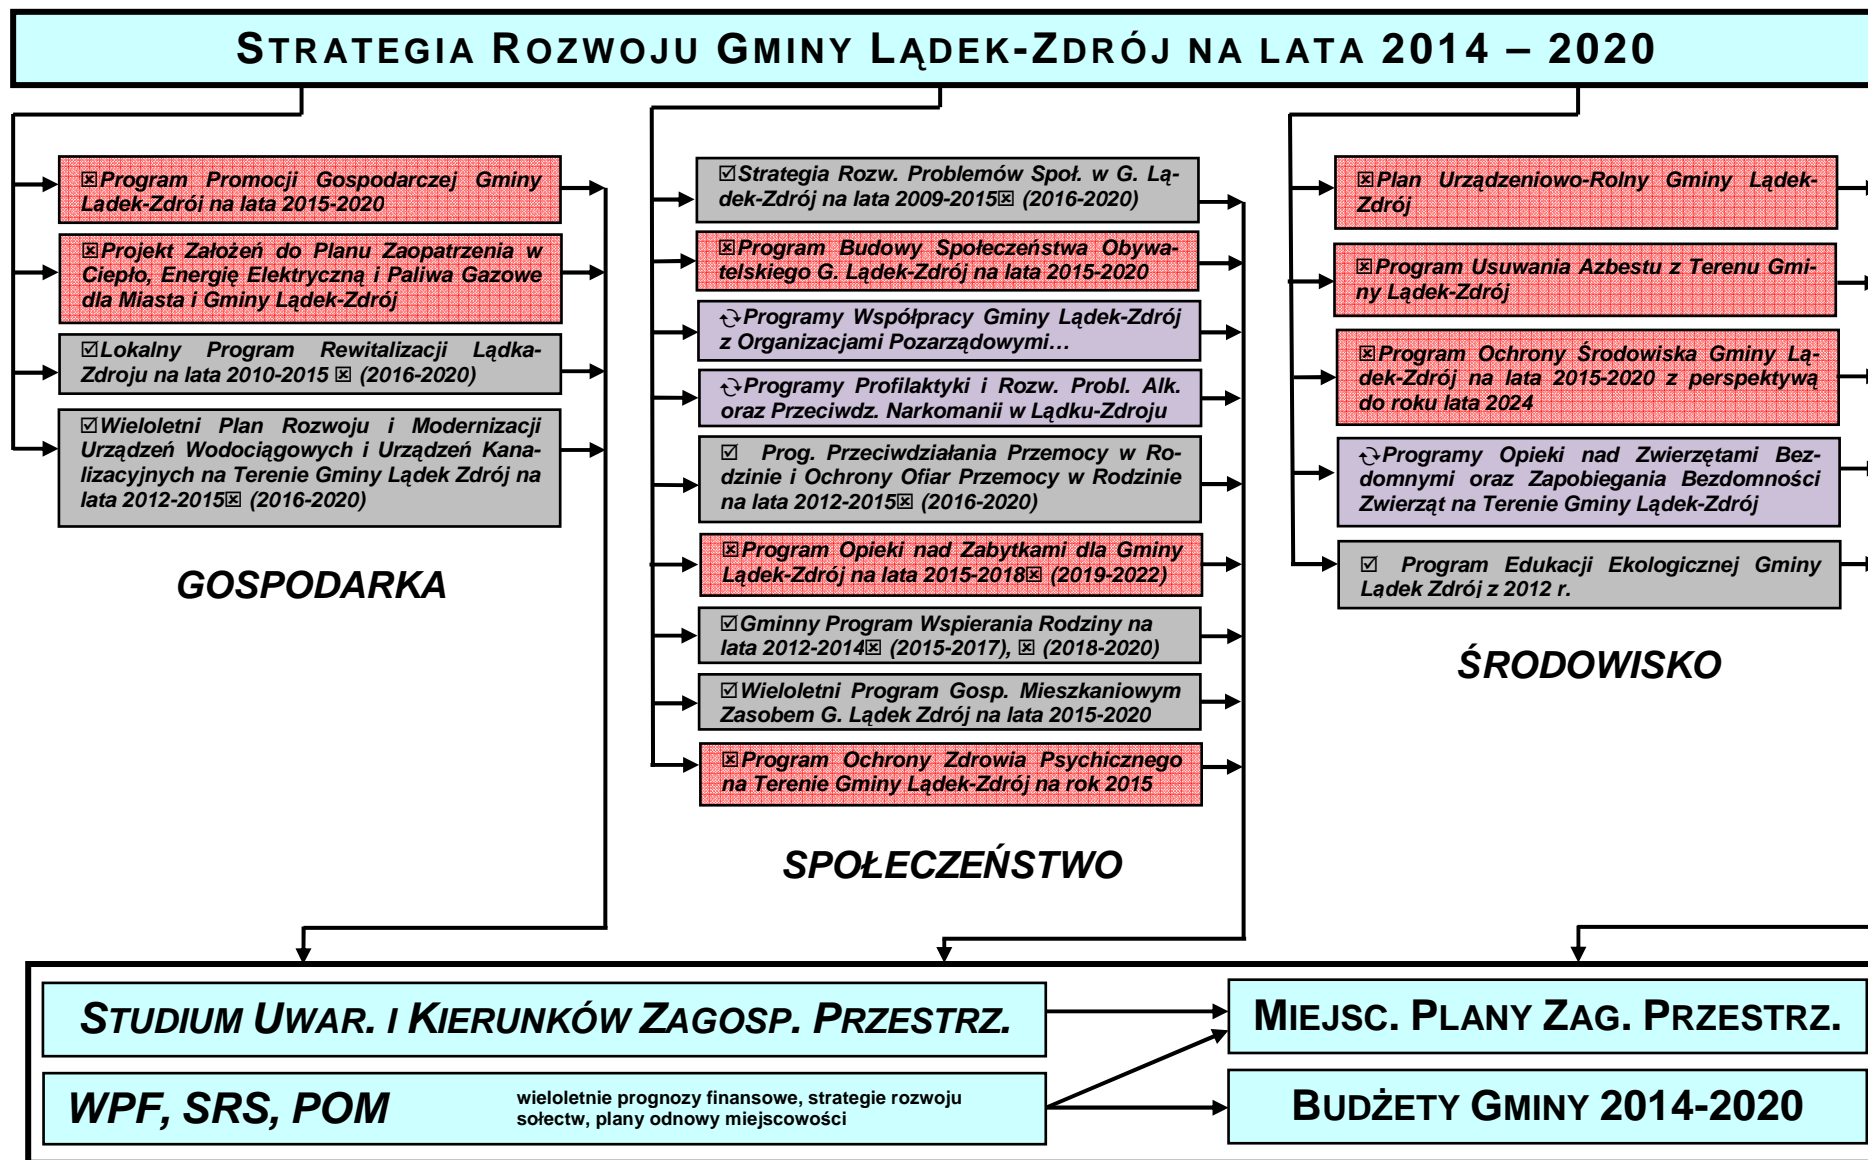 STRATEGIA ROZWOJU GMINY LĄDEK-ZDRÓJ NA LATA 2014 – 2020
☒Program Promocji Gospodarczej Gminy
Lądek-Zdrój na lata 2015-2020
☒Projekt Założeń do Planu Zaopatrzenia w
Ciepło, Energię Elektryczną i Paliwa Gazowe
dla Miasta i Gminy Lądek-Zdrój
☑Lokalny Program Rewitalizacji Lądka-
Zdroju na lata 2010-2015 ☒ (2016-2020)
☑Wieloletni Plan Rozwoju i Modernizacji
Urządzeń Wodociągowych i Urządzeń Kana-
lizacyjnych na Terenie Gminy Lądek Zdrój na
lata 2012-2015☒ (2016-2020)
GOSPODARKA
☑Strategia Rozw. Problemów Społ. w G. Lą-
dek-Zdrój na lata 2009-2015☒ (2016-2020)
☒Program Budowy Społeczeństwa Obywa-
telskiego G. Lądek-Zdrój na lata 2015-2020
Programy Współpracy Gminy Lądek-Zdrój
z Organizacjami Pozarządowymi…
Programy Profilaktyki i Rozw. Probl. Alk.
oraz Przeciwdz. Narkomanii w Lądku-Zdroju
☑ Prog. Przeciwdziałania Przemocy w Ro-
dzinie i Ochrony Ofiar Przemocy w Rodzinie
na lata 2012-2015☒ (2016-2020)
☒Program Opieki nad Zabytkami dla Gminy
Lądek-Zdrój na lata 2015-2018☒ (2019-2022)
☑Gminny Program Wspierania Rodziny na
lata 2012-2014☒ (2015-2017), ☒ (2018-2020)
☑Wieloletni Program Gosp. Mieszkaniowym
Zasobem G. Lądek Zdrój na lata 2015-2020
☒Program Ochrony Zdrowia Psychicznego
na Terenie Gminy Lądek-Zdrój na rok 2015
SPOŁECZEŃSTWO
☒Plan Urządzeniowo-Rolny Gminy Lądek-
Zdrój
☒Program Usuwania Azbestu z Terenu Gmi-
ny Lądek-Zdrój
☒Program Ochrony Środowiska Gminy Lą-
dek-Zdrój na lata 2015-2020 z perspektywą
do roku lata 2024
Programy Opieki nad Zwierzętami Bez-
domnymi oraz Zapobiegania Bezdomności
Zwierząt na Terenie Gminy Lądek-Zdrój
☑ Program Edukacji Ekologicznej Gminy
Lądek Zdrój z 2012 r.
ŚRODOWISKO
STUDIUM UWAR. I KIERUNKÓW ZAGOSP. PRZESTRZ.
MIEJSC. PLANY ZAG. PRZESTRZ.
WPF, SRS, POM
wieloletnie prognozy finansowe, strategie rozwoju
sołectw, plany odnowy miejscowości
BUDŻETY GMINY 2014-2020